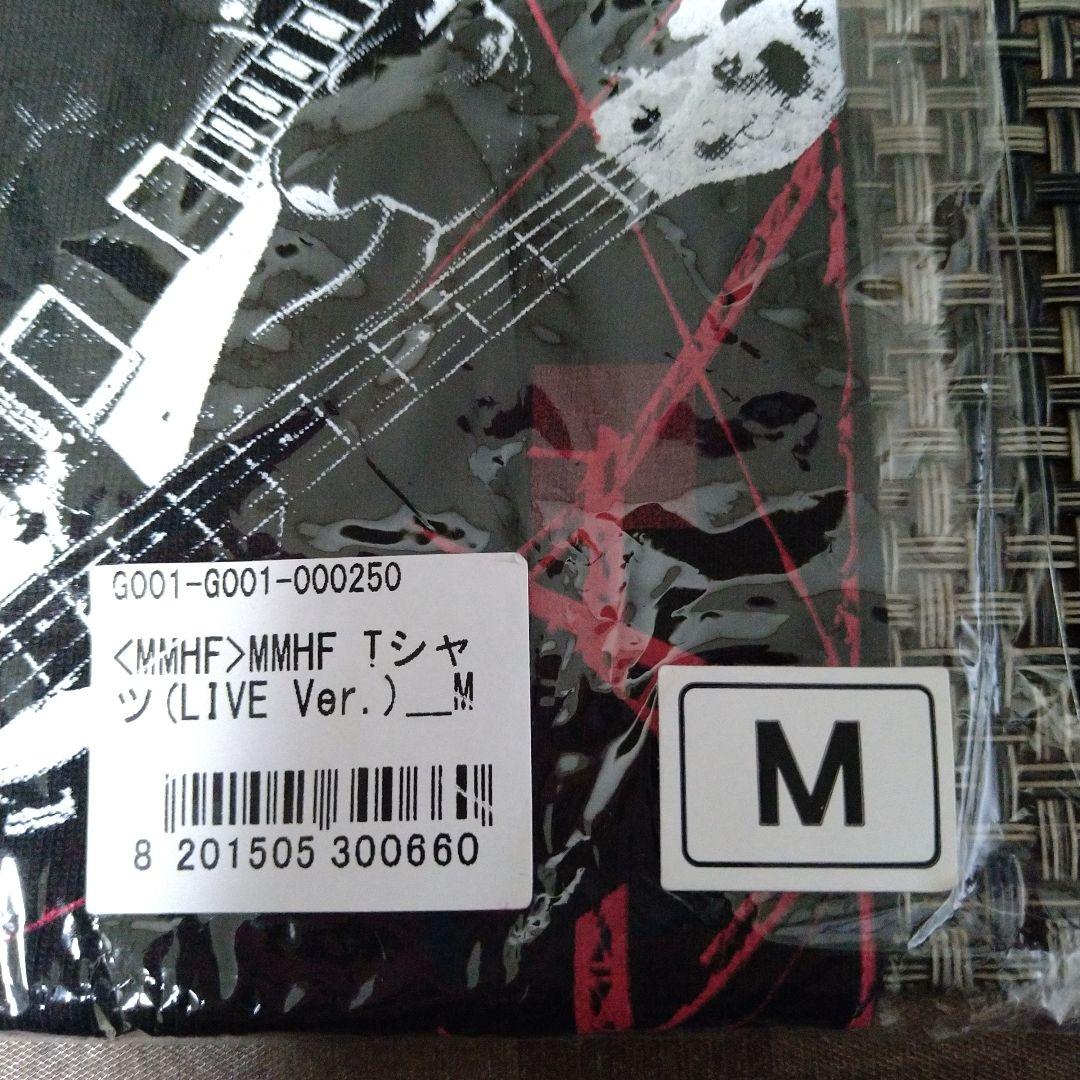 G001-G001-000250
<MMHF>MMHF Tシャ
ツ(LIVE Ver.)__M
8 201505 300660
M